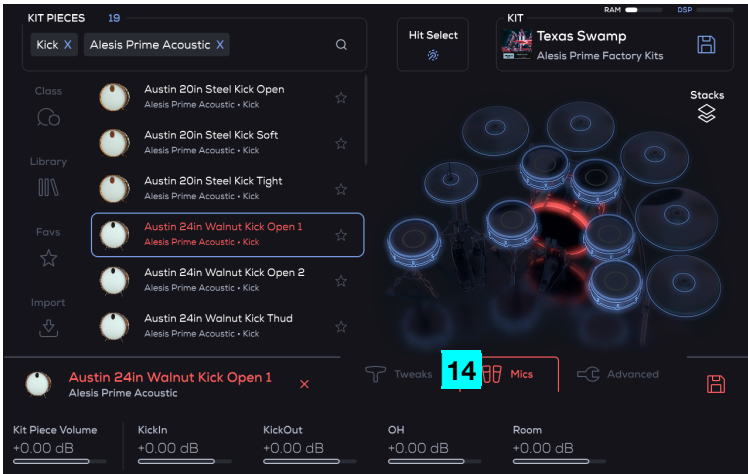 RAM DSP
KIT PIECES 19
KIT
Kick X Alesis Prime Acoustic X
Hit Select
Texas Swamp
Alesis Prime Factory Kits
Class
Austin 20in Steel Kick Open
Alesis Prime Acoustic • Kick
Stacks
Austin 20in Steel Kick Soft
Alesis Prime Acoustic • Kick
Library
Austin 20in Steel Kick Tight
Alesis Prime Acoustic • Kick
Favs
Austin 24in Walnut Kick Open 1
Alesis Prime Acoustic • Kick
Austin 24in Walnut Kick Open 2
Alesis Prime Acoustic • Kick
Import
Austin 24in Walnut Kick Thud
Alesis Prime Acoustic • Kick
Austin 24in Walnut Kick Open 1
Alesis Prime Acoustic
Tweaks 14 Mics Advanced
Kit Piece Volume KickIn KickOut OH Room
+0.00 dB +0.00 dB +0.00 dB +0.00 dB +0.00 dB